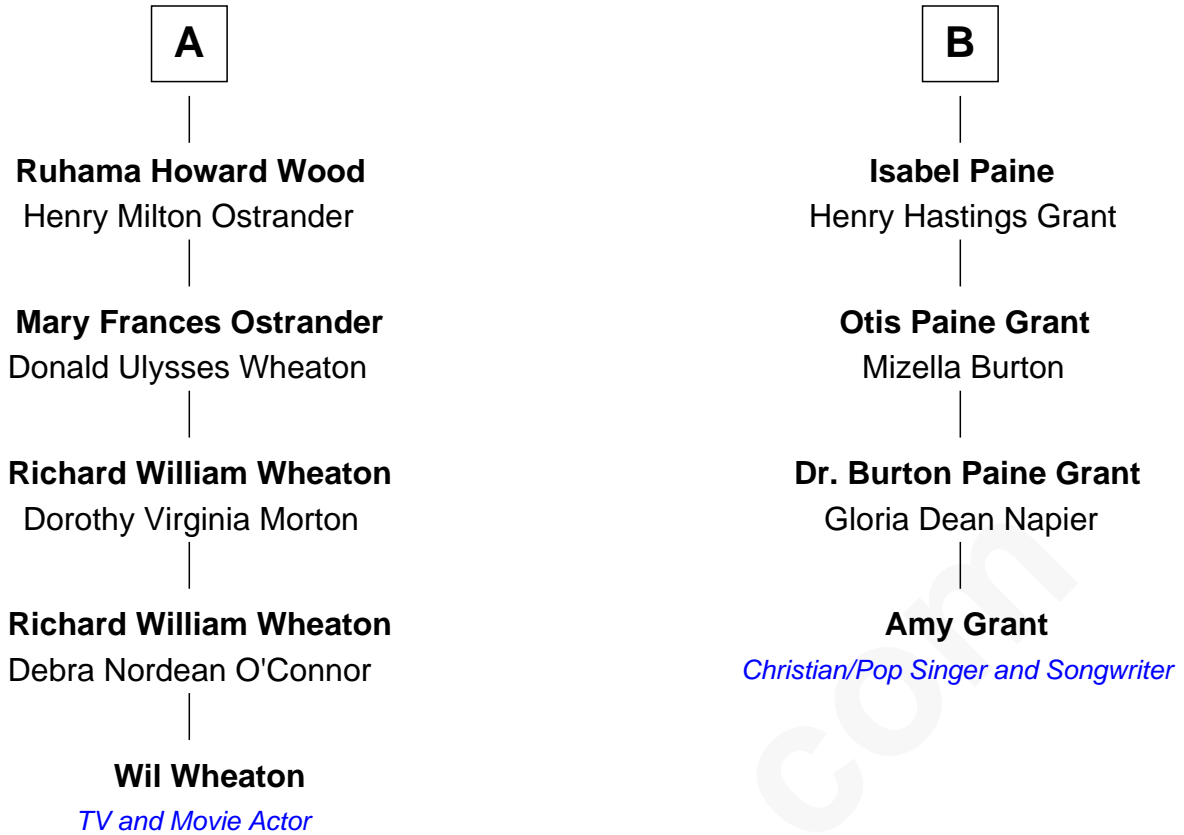 A
Ruhama Howard Wood
Henry Milton Ostrander
Mary Frances Ostrander
Donald Ulysses Wheaton
Richard William Wheaton
Dorothy Virginia Morton
Richard William Wheaton
Debra Nordean O'Connor
Wil Wheaton
TV and Movie Actor
B
Isabel Paine
Henry Hastings Grant
Otis Paine Grant
Mizella Burton
Dr. Burton Paine Grant
Gloria Dean Napier
Amy Grant
Christian/Pop Singer and Songwriter
com